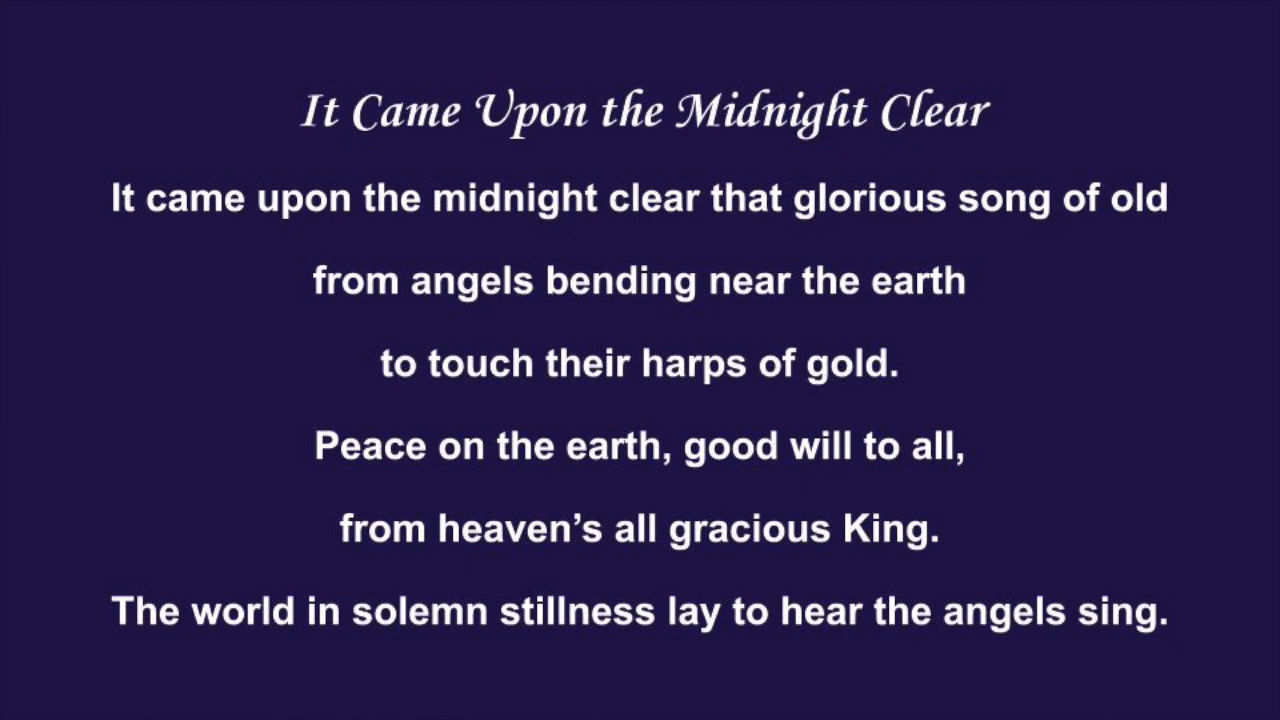 It Came Upon the Midnight Clear
It came upon the midnight clear that glorious song of old
from angels bending near the earth
to touch their harps of gold.
Peace on the earth, good will to all,
from heaven’s all gracious King.
The world in solemn stillness lay to hear the angels sing.